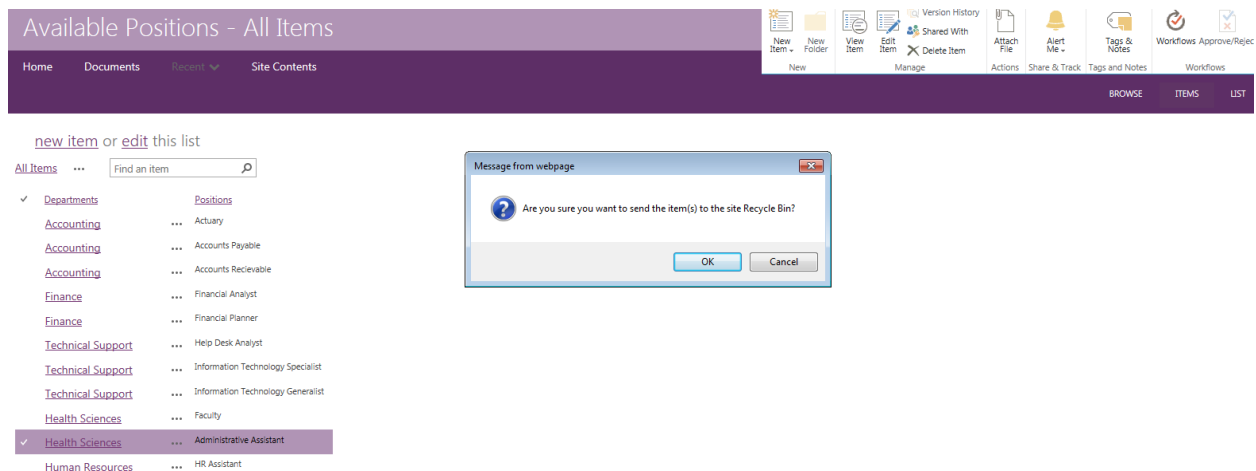 Available Positions - All Items
New Item
New Folder
View Item
Edit Item
Version History
Shared With
Delete Item
Attach File
Alert Me
Tags & Notes
Workflows
Approve/Rejec
New
Manage
Actions
Share & Track
Tags and Notes
Workflows
Home Documents Recent Site Contents
BROWSE ITEMS LIST
new item or edit this list
All Items ... Find an item
Departments Positions
Accounting ... Actuary
Accounting ... Accounts Payable
Accounting ... Accounts Recievable
Finance ... Financial Analyst
Finance ... Financial Planner
Technical Support ... Help Desk Analyst
Technical Support ... Information Technology Specialist
Technical Support ... Information Technology Generalist
Health Sciences ... Faculty
Health Sciences ... Administrative Assistant
Human Resources ... HR Assistant
Message from webpage
Are you sure you want to send the item(s) to the site Recycle Bin?
OK Cancel